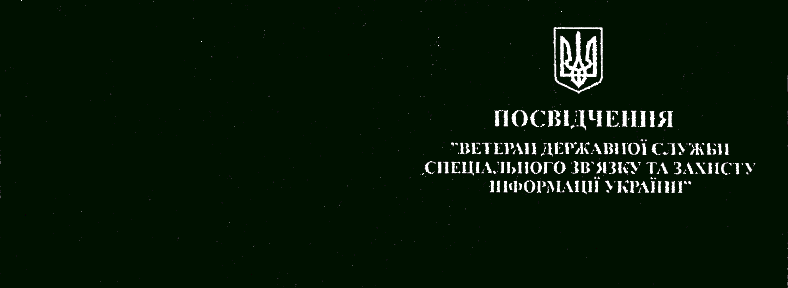 ПОСВІДЧЕННЯ
"ВЕТЕРАН ДЕРЖАВНОЇ СЛУЖБИ
СПЕЦІАЛЬНОГО ЗВ'ЯЗКУ ТА ЗАХИСТУ
ІНФОРМАЦІЇ УКРАЇНИ"